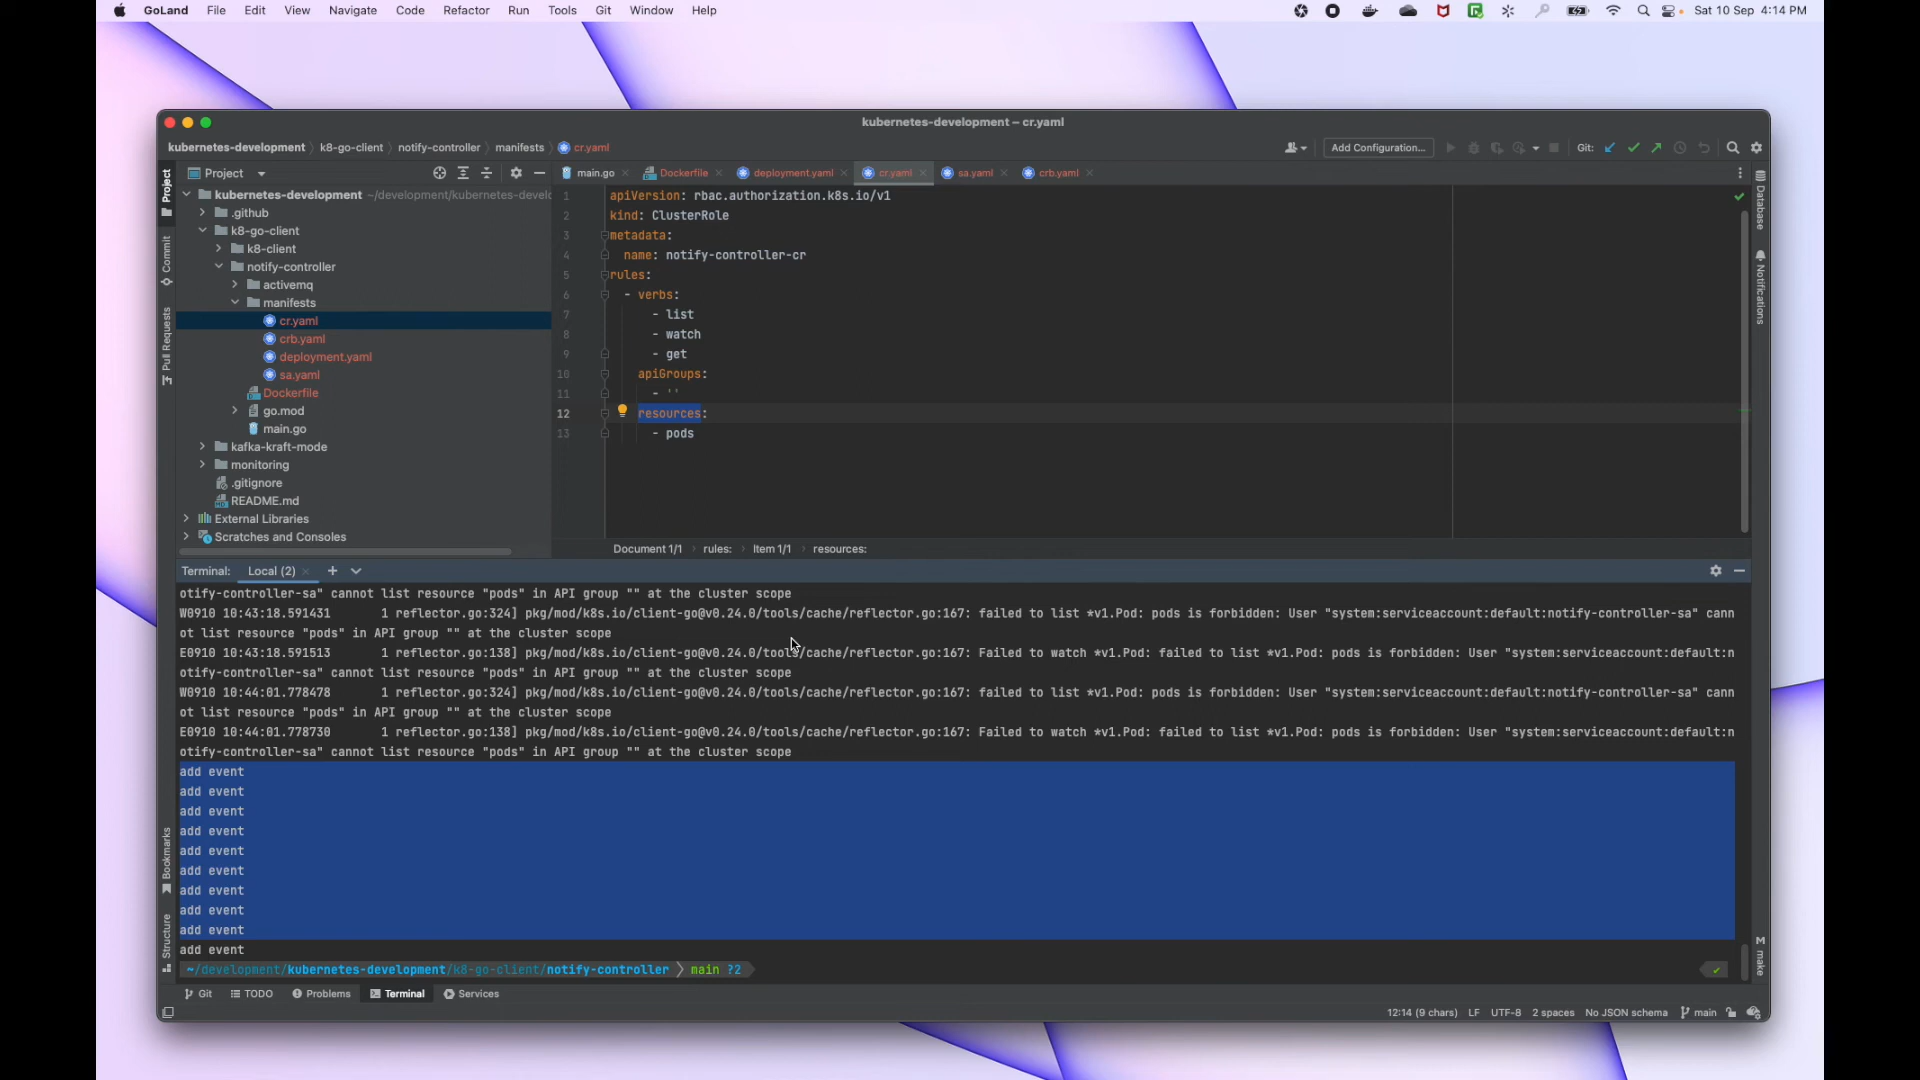 GoLand File Edit View Navigate Code Refactor Run Tools Git Window Help Sat 10 Sep 4:14 PM
kubernetes-development – cr.yaml
kubernetes-development k8-go-client notify-controller manifests cr.yaml Add Configuration... Git:
Project main.go Dockerfile deployment.yaml cr.yaml sa.yaml crb.yaml
kubernetes-development ~/development/kubernetes-devel
.github
k8-go-client
k8-client
notify-controller
activemq
manifests
cr.yaml
crb.yaml
deployment.yaml
sa.yaml
Dockerfile
go.mod
main.go
kafka-kraft-mode
monitoring
.gitignore
README.md
External Libraries
Scratches and Consoles
Project
Commit
Pull Requests
Bookmarks
Structure
1 apiVersion: rbac.authorization.k8s.io/v1
2 kind: ClusterRole
3 metadata:
4 name: notify-controller-cr
5 rules:
6 - verbs:
7 - list
8 - watch
9 - get
10 apiGroups:
11 - ''
12 resources:
13 - pods
Document 1/1 rules: Item 1/1 resources:
Database
Notifications
make
Terminal: Local (2)
otify-controller-sa" cannot list resource "pods" in API group "" at the cluster scope
W0910 10:43:18.591431 1 reflector.go:324] pkg/mod/k8s.io/client-go@v0.24.0/tools/cache/reflector.go:167: failed to list *v1.Pod: pods is forbidden: User "system:serviceaccount:default:notify-controller-sa" cann
ot list resource "pods" in API group "" at the cluster scope
E0910 10:43:18.591513 1 reflector.go:138] pkg/mod/k8s.io/client-go@v0.24.0/tools/cache/reflector.go:167: Failed to watch *v1.Pod: failed to list *v1.Pod: pods is forbidden: User "system:serviceaccount:default:n
otify-controller-sa" cannot list resource "pods" in API group "" at the cluster scope
W0910 10:44:01.778478 1 reflector.go:324] pkg/mod/k8s.io/client-go@v0.24.0/tools/cache/reflector.go:167: failed to list *v1.Pod: pods is forbidden: User "system:serviceaccount:default:notify-controller-sa" cann
ot list resource "pods" in API group "" at the cluster scope
E0910 10:44:01.778730 1 reflector.go:138] pkg/mod/k8s.io/client-go@v0.24.0/tools/cache/reflector.go:167: Failed to watch *v1.Pod: failed to list *v1.Pod: pods is forbidden: User "system:serviceaccount:default:n
otify-controller-sa" cannot list resource "pods" in API group "" at the cluster scope
add event
add event
add event
add event
add event
add event
add event
add event
add event
add event
~/development/kubernetes-development/k8-go-client/notify-controller main ?2
Git TODO Problems Terminal Services
12:14 (9 chars) LF UTF-8 2 spaces No JSON schema main